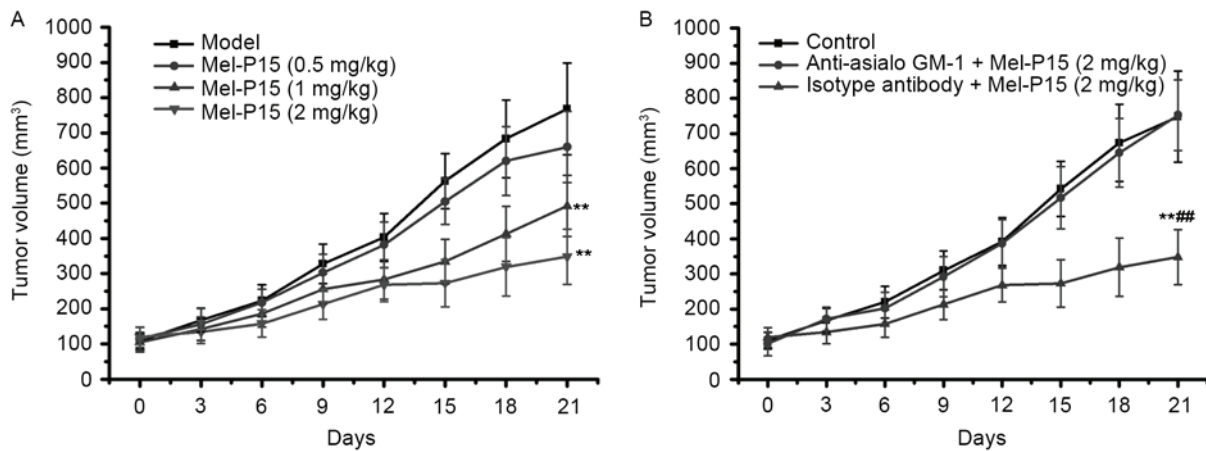 A
Tumor volume (mm³)
1000
900
800
700
600
500
400
300
200
100
0
Model
Mel-P15 (0.5 mg/kg)
Mel-P15 (1 mg/kg)
Mel-P15 (2 mg/kg)
**
**
0 3 6 9 12 15 18 21
Days
B
Tumor volume (mm³)
1000
900
800
700
600
500
400
300
200
100
0
Control
Anti-asialo GM-1 + Mel-P15 (2 mg/kg)
Isotype antibody + Mel-P15 (2 mg/kg)
**##
0 3 6 9 12 15 18 21
Days